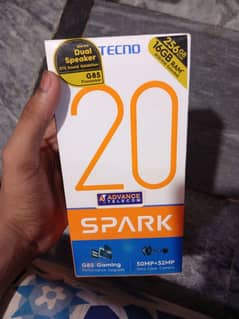 Dual
Speaker
G85
TECNO
256GB
16GB RAM
20
ADVANCE
TELECOM
SPARK
G85 Gaming
50MP+32MP